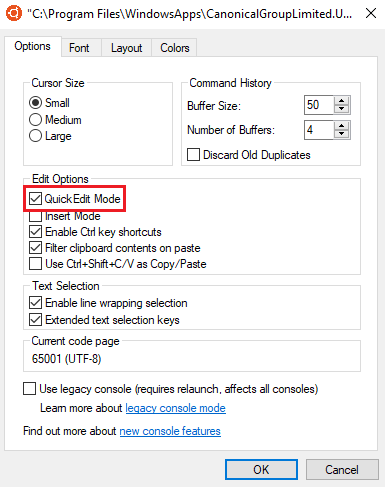 "C:\Program Files\WindowsApps\CanonicalGroupLimited.U...
Options Font Layout Colors
Cursor Size
Small
Medium
Large
Command History
Buffer Size: 50
Number of Buffers: 4
Discard Old Duplicates
Edit Options
QuickEdit Mode
Insert Mode
Enable Ctrl key shortcuts
Filter clipboard contents on paste
Use Ctrl+Shift+C/V as Copy/Paste
Text Selection
Enable line wrapping selection
Extended text selection keys
Current code page
65001 (UTF-8)
Use legacy console (requires relaunch, affects all consoles)
Learn more about legacy console mode
Find out more about new console features
OK Cancel